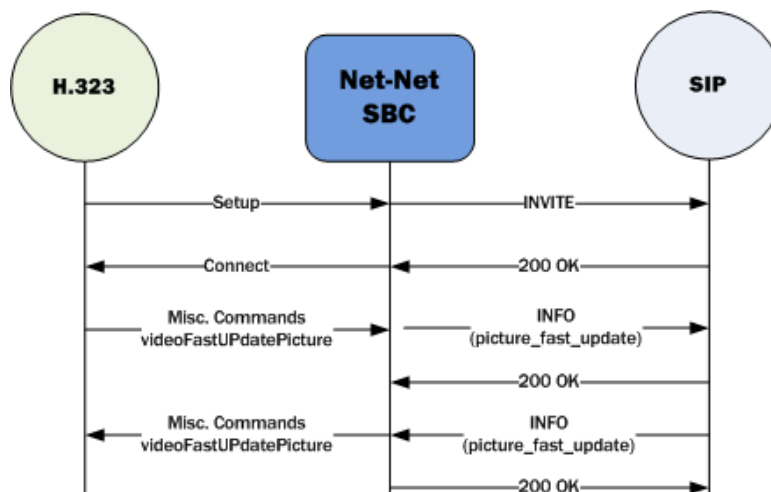 H.323
Net-Net
SBC
SIP
Setup
INVITE
Connect
200 OK
Misc. Commands
videoFastUPdatePicture
INFO
(picture_fast_update)
200 OK
Misc. Commands
videoFastUPdatePicture
INFO
(picture_fast_update)
200 OK